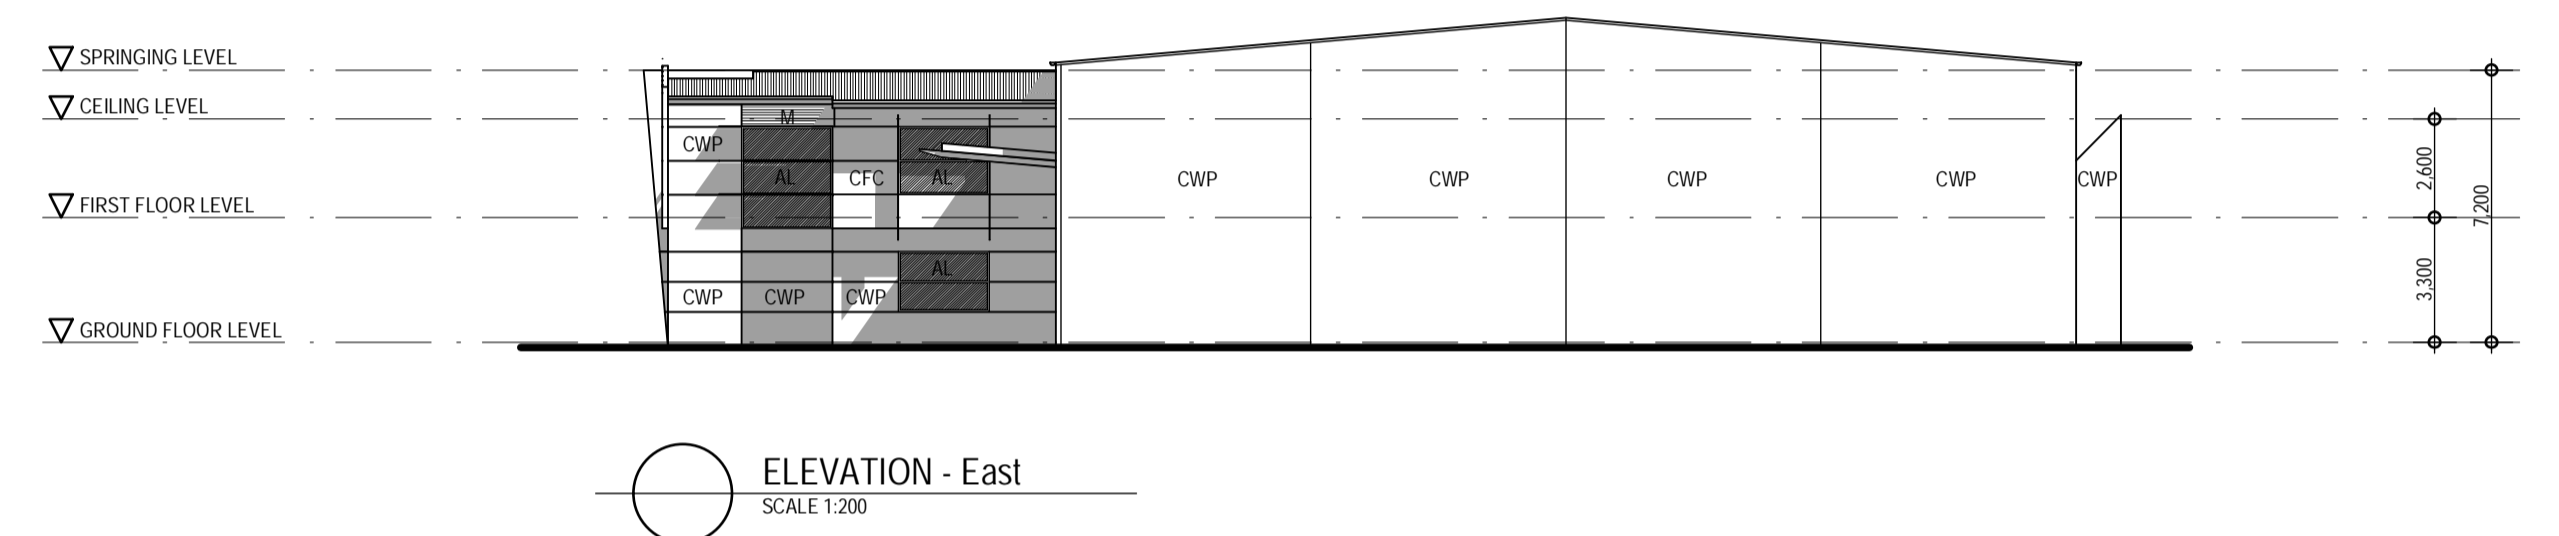 SPRINGING LEVEL
CEILING LEVEL
M
CWP
AL
CFC
AL
CWP
CWP
CWP
CWP
CWP
2,600
7,200
FIRST FLOOR LEVEL
AL
3,300
CWP
CWP
CWP
GROUND FLOOR LEVEL
ELEVATION - East
SCALE 1:200